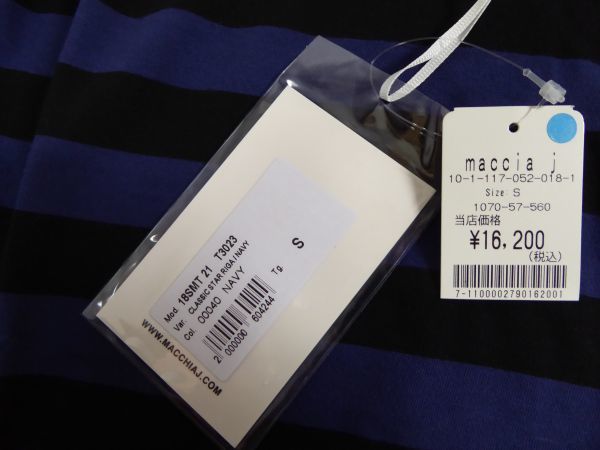 Mod. 18SMT 21 T3023
Var. CLASSIC STAR RIGA / NAVY
Col. 00040 NAVY
Tg. S
2 000000 604244
WWW.MACCHIAJ.COM
maccia j
10-1-117-052-018-1
Size: S
1070-57-560
当店価格
¥16,200
(税込)
7-1100002790162001